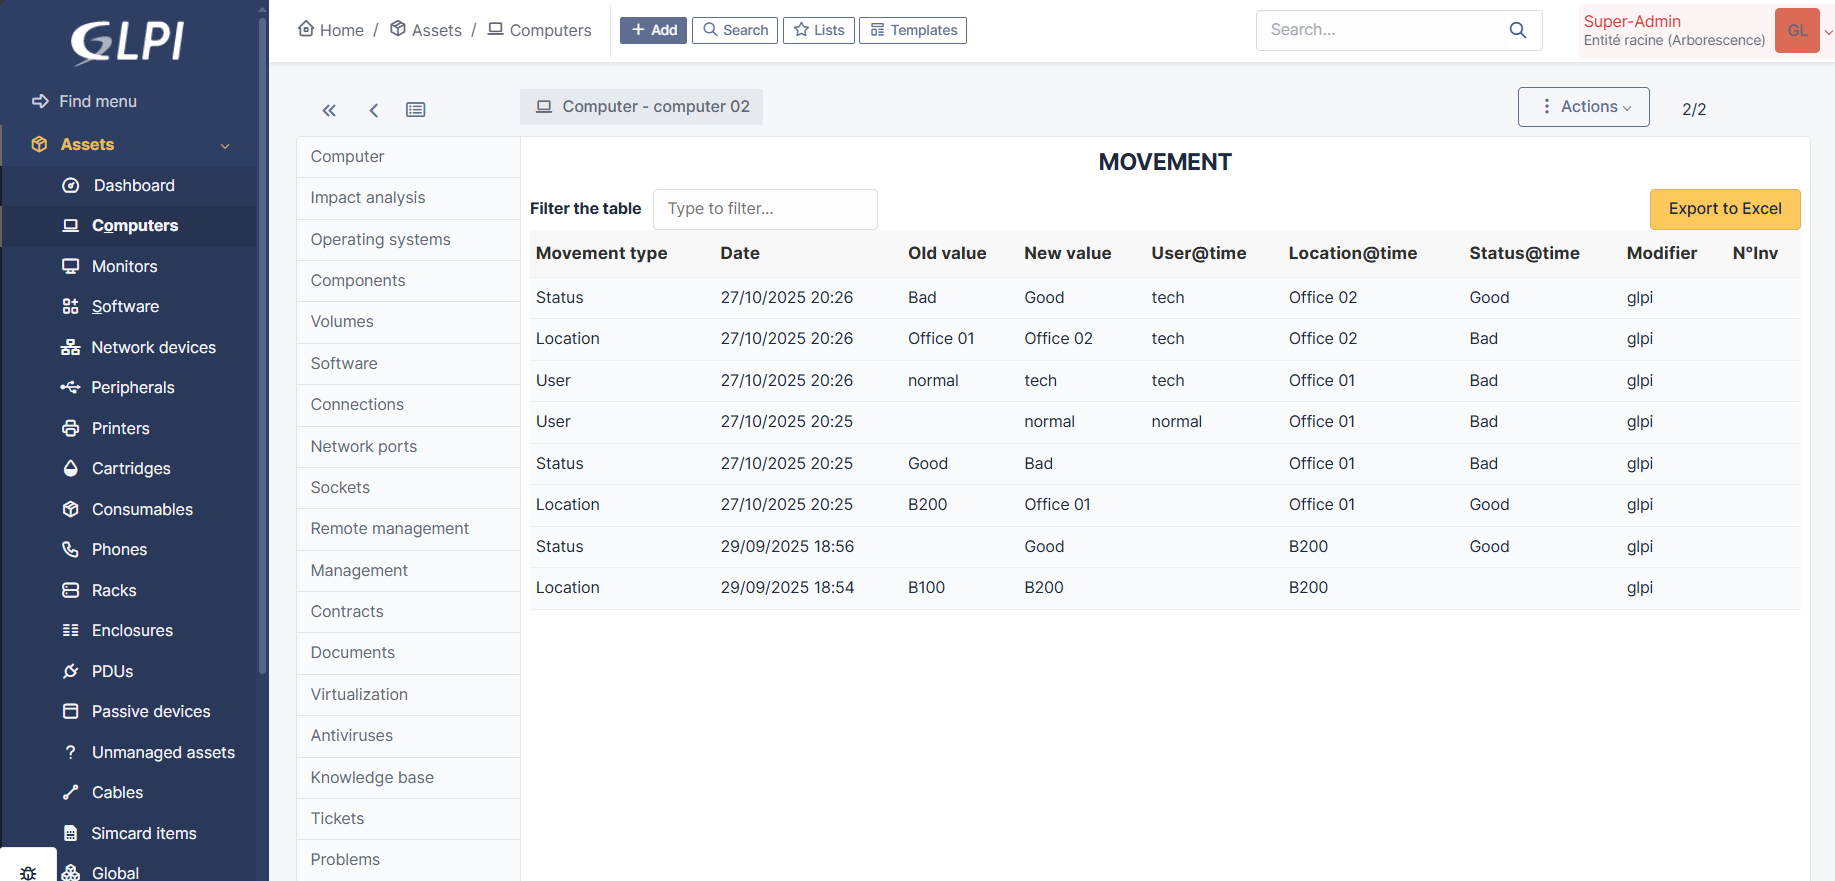 GLPI
Find menu
Assets
Dashboard
Computers
Monitors
Software
Network devices
Peripherals
Printers
Cartridges
Consumables
Phones
Racks
Enclosures
PDUs
Passive devices
Unmanaged assets
Cables
Simcard items
Global
Home / Assets / Computers
+ Add
Search
Lists
Templates
Search...
Super-Admin
Entité racine (Arborescence)
GL
Computer - computer 02
Actions
2/2
Computer
Impact analysis
Operating systems
Components
Volumes
Software
Connections
Network ports
Sockets
Remote management
Management
Contracts
Documents
Virtualization
Antiviruses
Knowledge base
Tickets
Problems
MOVEMENT
Filter the table Type to filter... Export to Excel
Movement type Date Old value New value User@time Location@time Status@time Modifier N°Inv
Status 27/10/2025 20:26 Bad Good tech Office 02 Good glpi
Location 27/10/2025 20:26 Office 01 Office 02 tech Office 02 Bad glpi
User 27/10/2025 20:26 normal tech tech Office 01 Bad glpi
User 27/10/2025 20:25 normal normal Office 01 Bad glpi
Status 27/10/2025 20:25 Good Bad Office 01 Bad glpi
Location 27/10/2025 20:25 B200 Office 01 Office 01 Good glpi
Status 29/09/2025 18:56 Good B200 Good glpi
Location 29/09/2025 18:54 B100 B200 B200 glpi